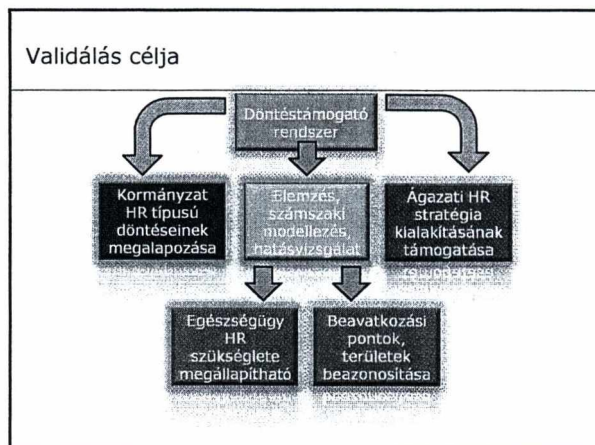 Validálás célja
Döntéstámogató
rendszer
Kormányzat
HR típusú
döntéseinek
megalapozása
Elemzés,
számszaki
modellezés,
hatásvizsgálat
Ágazati HR
stratégia
kialakításának
támogatása
Egészségügy
HR
szükséglete
megállapítható
Beavatkozási
pontok,
területek
beazonosítása